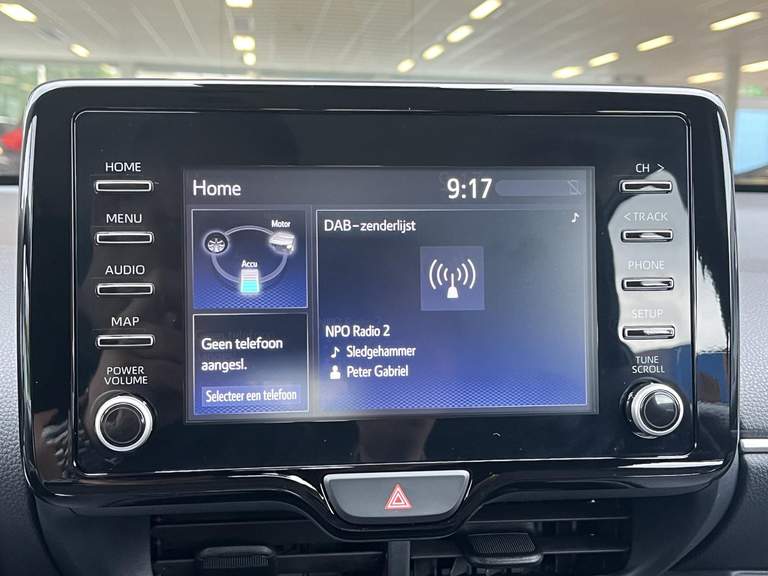 HOME
MENU
AUDIO
MAP
POWER
VOLUME
Home
9:17
Motor
Accu
Geen telefoon
aangesl.
Selecteer een telefoon
DAB-zenderlijst
NPO Radio 2
Sledgehammer
Peter Gabriel
CH >
< TRACK
PHONE
SETUP
TUNE
SCROLL